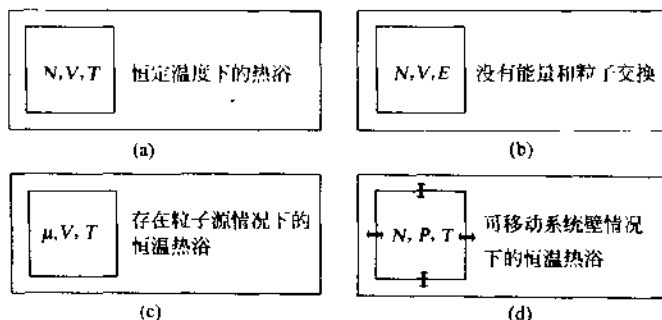 N, V, T 恒定温度下的热浴
(a)
N, V, E 没有能量和粒子交换
(b)
μ, V, T 存在粒子源情况下的
恒温热浴
(c)
N, P, T 可移动系统壁情况
下的恒温热浴
(d)